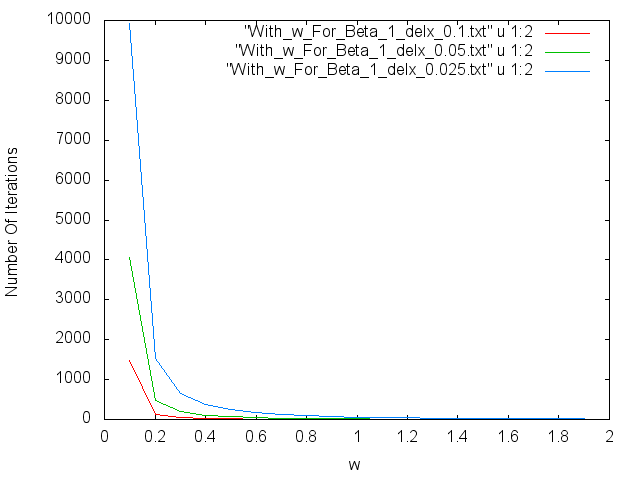 "With_w_For_Beta_1_delx_0.1.txt" u 1:2
"With_w_For_Beta_1_delx_0.05.txt" u 1:2
"With_w_For_Beta_1_delx_0.025.txt" u 1:2
10000
9000
8000
7000
6000
5000
4000
3000
2000
1000
0
Number Of Iterations
0 0.2 0.4 0.6 0.8 1 1.2 1.4 1.6 1.8 2
w